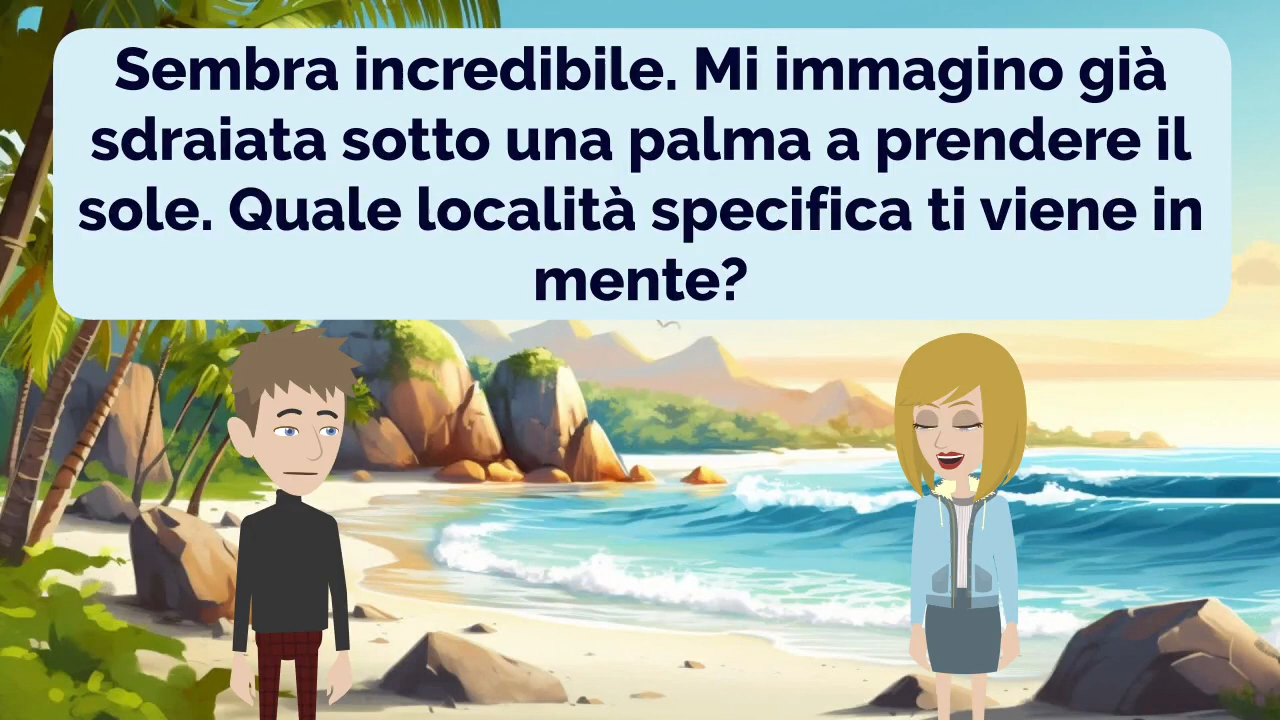 Sembra incredibile. Mi immagino già
sdraiata sotto una palma a prendere il
sole. Quale località specifica ti viene in
mente?